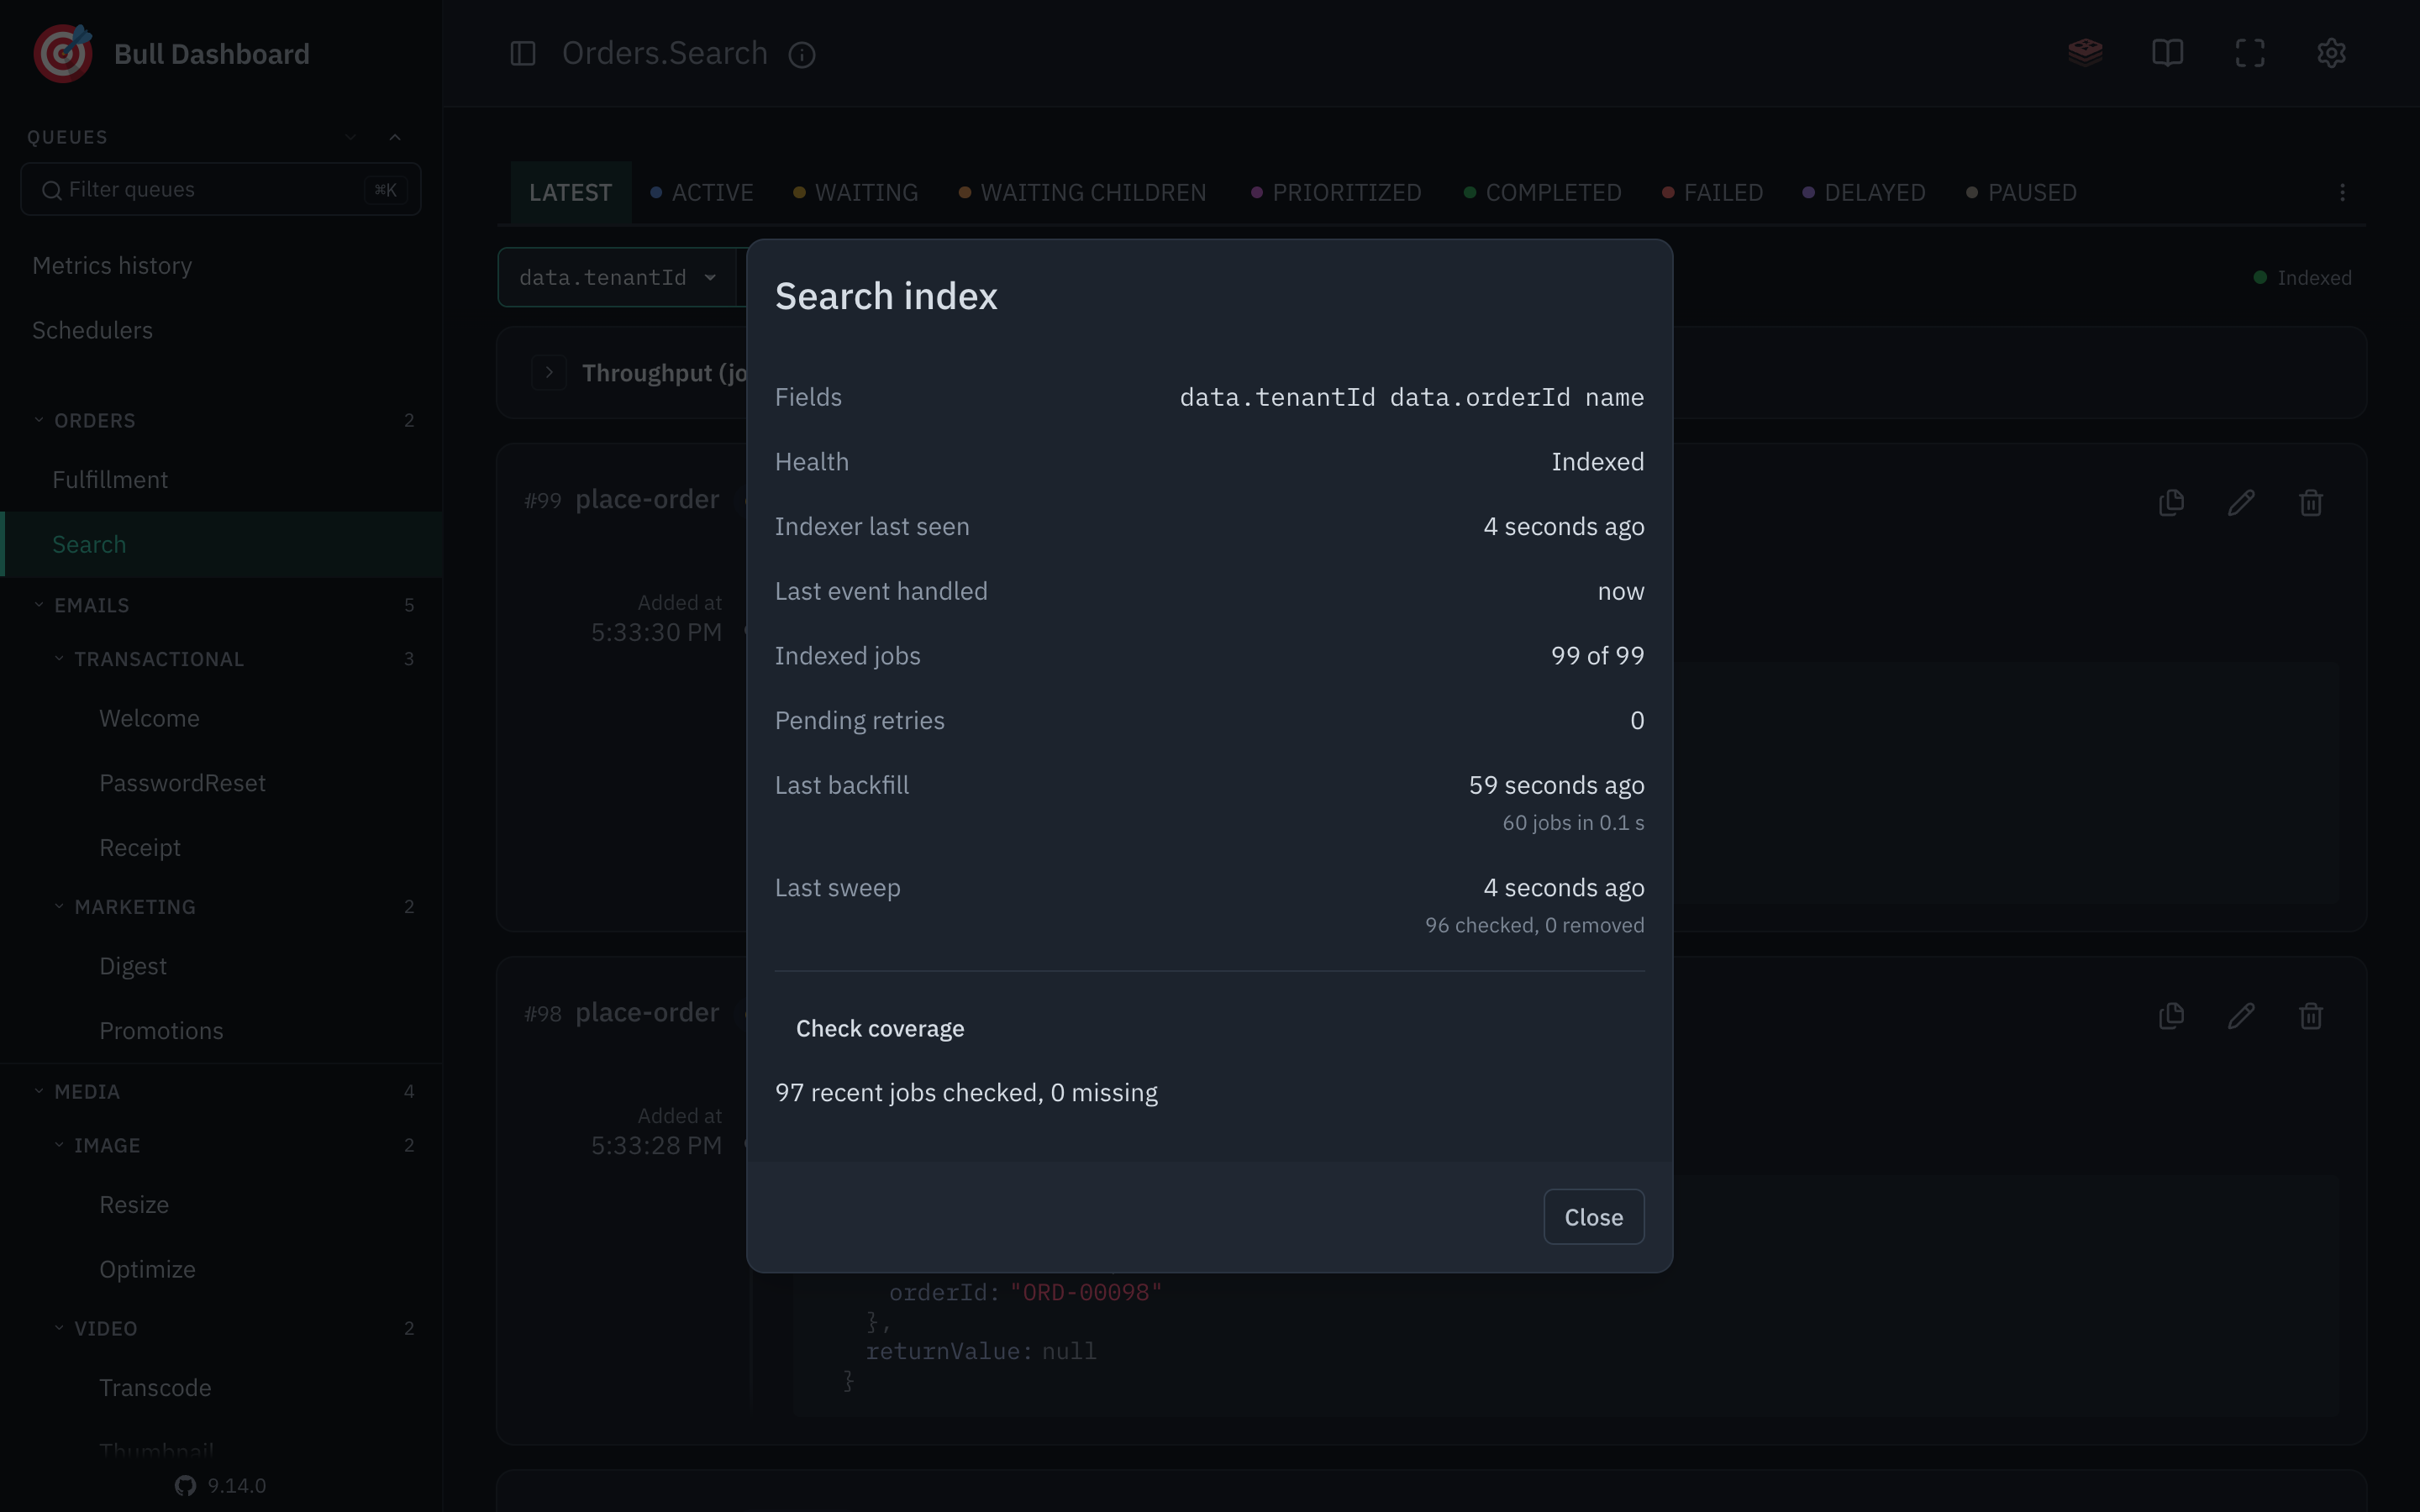 Bull Dashboard
QUEUES
Filter queues ⌘K
Metrics history
Schedulers
ORDERS 2
Fulfillment
Search
EMAILS 5
TRANSACTIONAL 3
Welcome
PasswordReset
Receipt
MARKETING 2
Digest
Promotions
MEDIA 4
IMAGE 2
Resize
Optimize
VIDEO 2
Transcode
Thumbnail
9.14.0
Orders.Search
LATEST ACTIVE WAITING WAITING CHILDREN PRIORITIZED COMPLETED FAILED DELAYED PAUSED
data.tenantId
Indexed
Throughput (jo
#99 place-order
Added at
5:33:30 PM
#98 place-order
Added at
5:33:28 PM
orderId: "ORD-00098"
},
returnValue: null
}
Search index
Fields data.tenantId data.orderId name
Health Indexed
Indexer last seen 4 seconds ago
Last event handled now
Indexed jobs 99 of 99
Pending retries 0
Last backfill 59 seconds ago
60 jobs in 0.1 s
Last sweep 4 seconds ago
96 checked, 0 removed
Check coverage
97 recent jobs checked, 0 missing
Close